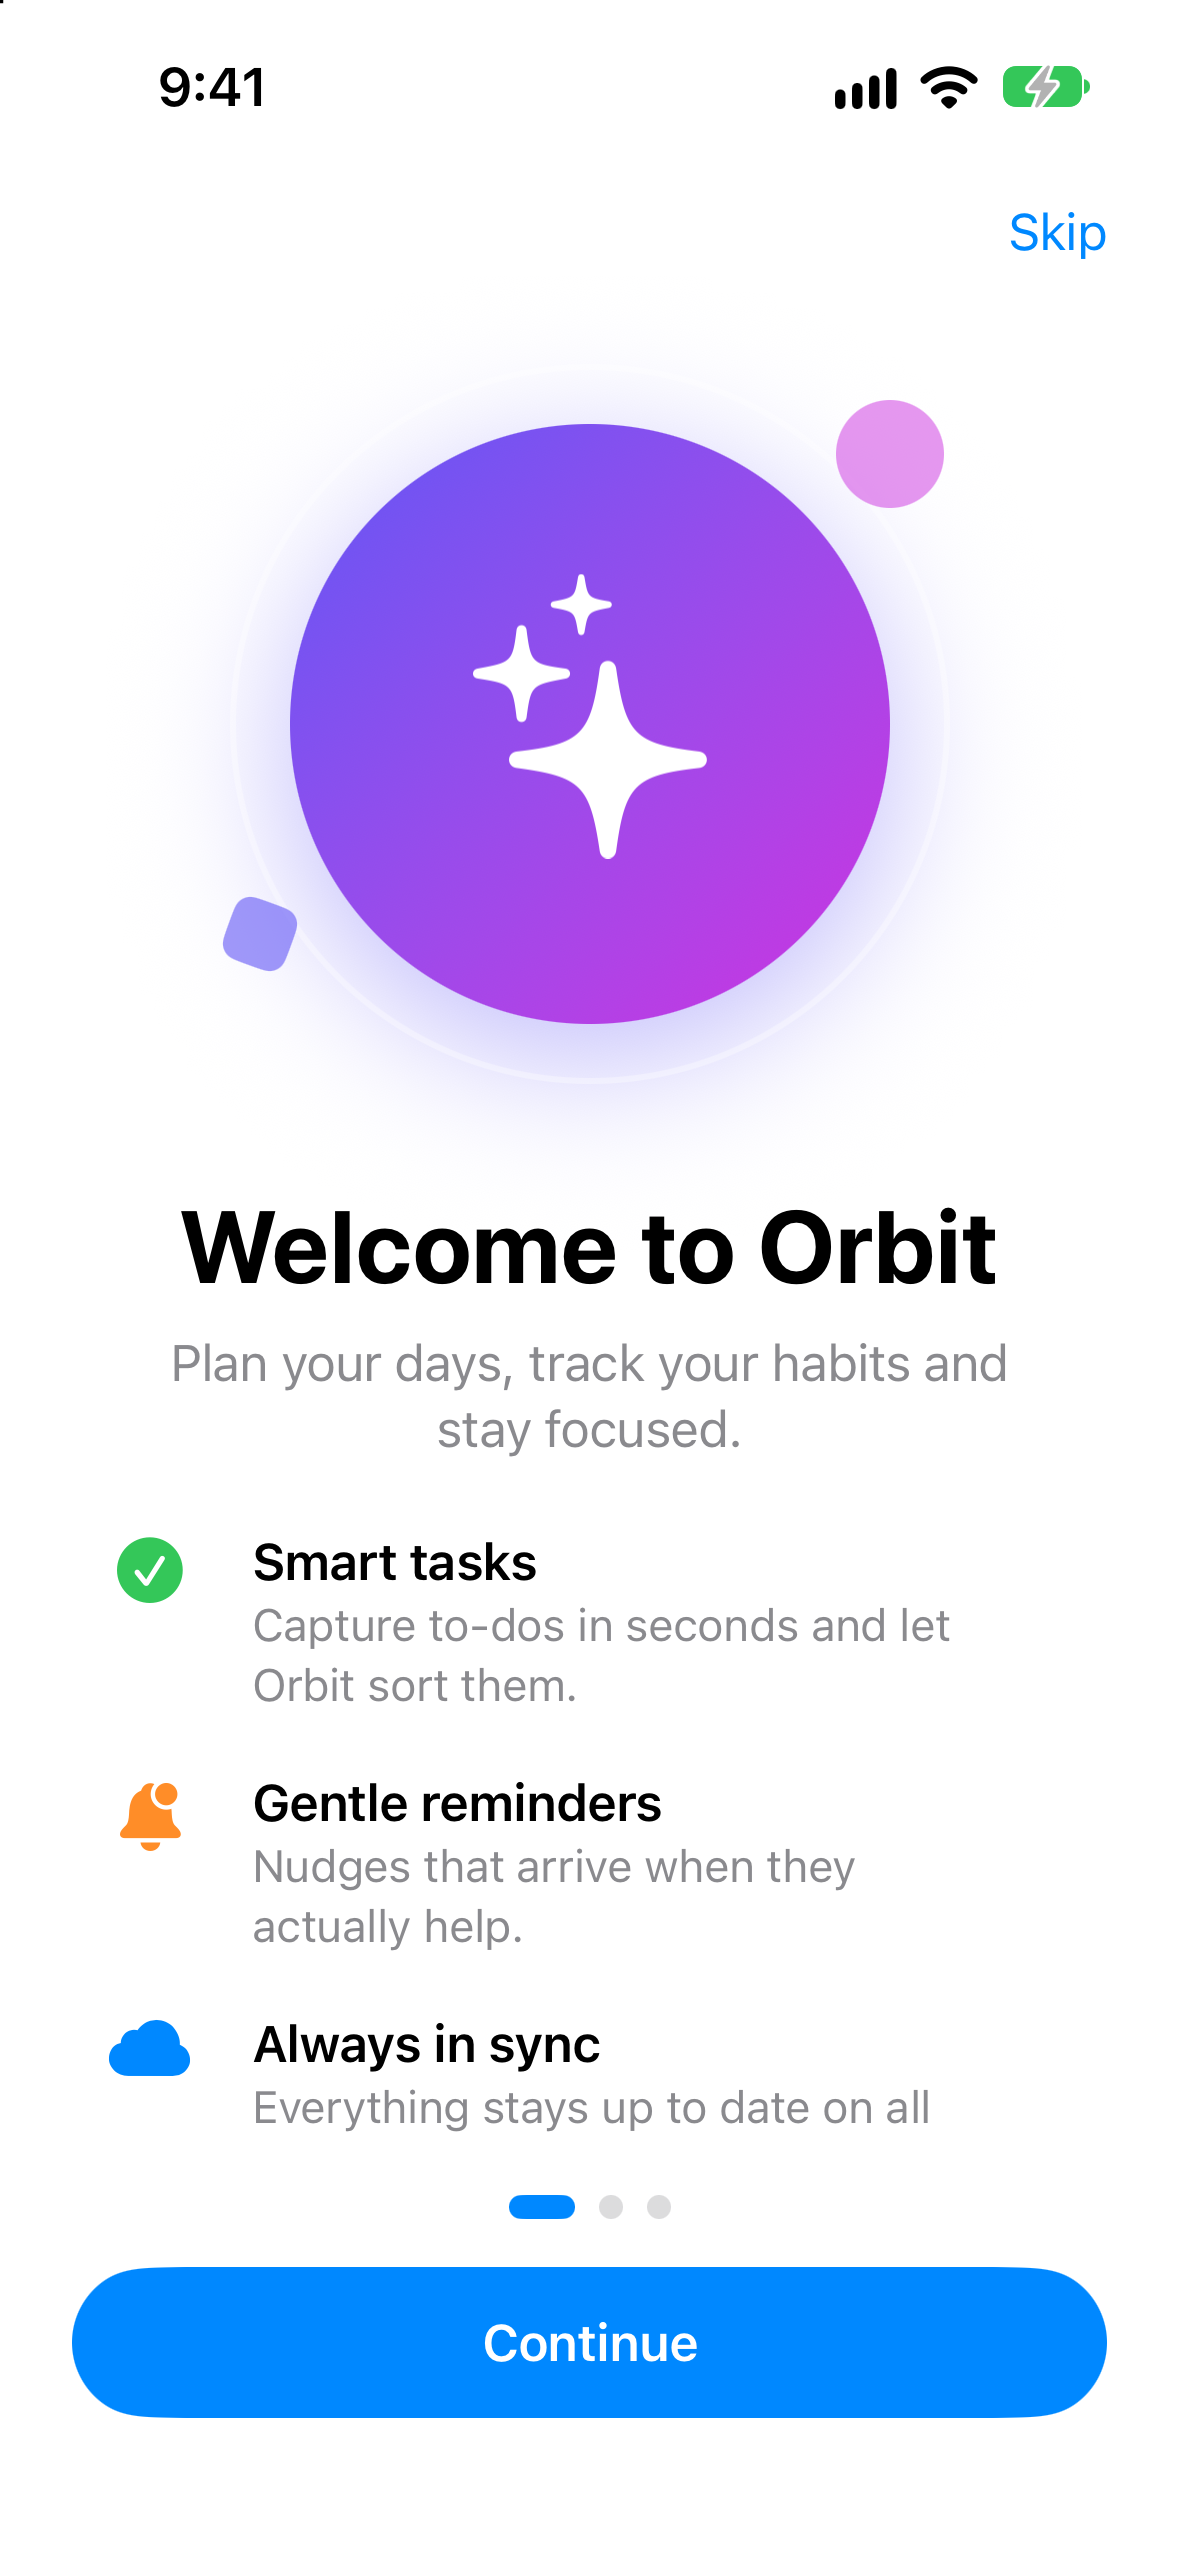 9:41
Skip
Welcome to Orbit
Plan your days, track your habits and
stay focused.
Smart tasks
Capture to-dos in seconds and let
Orbit sort them.
Gentle reminders
Nudges that arrive when they
actually help.
Always in sync
Everything stays up to date on all
Continue